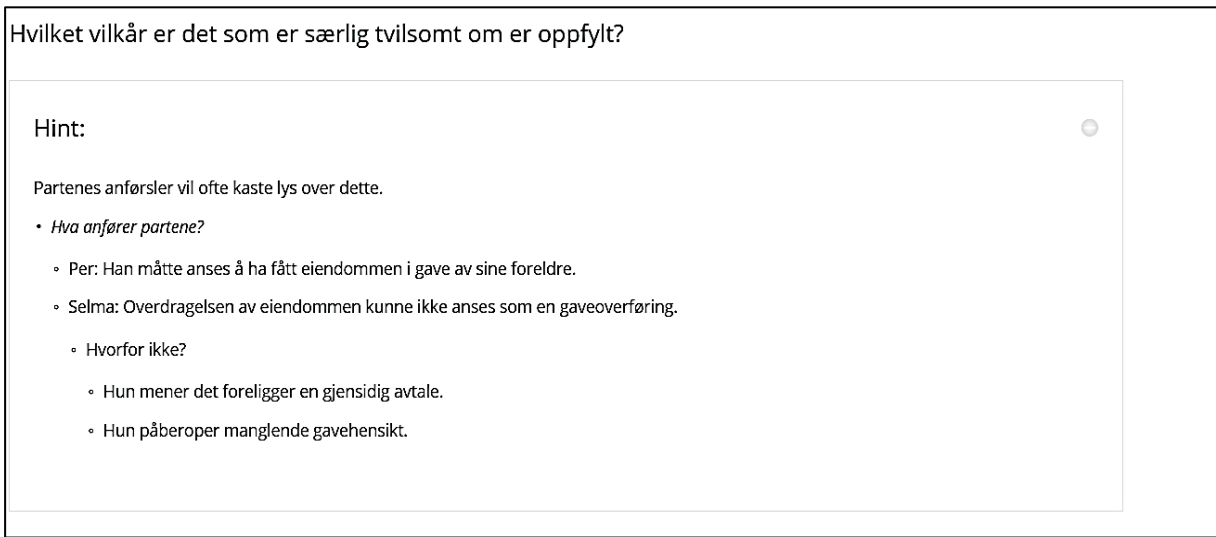 Hvilket vilkår er det som er særlig tvilsomt om er oppfylt?
Hint:
Partenes anførsler vil ofte kaste lys over dette.
• Hva anfører partene?
◦ Per: Han måtte anses å ha fått eiendommen i gave av sine foreldre.
◦ Selma: Overdragelsen av eiendommen kunne ikke anses som en gaveoverføring.
◦ Hvorfor ikke?
◦ Hun mener det foreligger en gjensidig avtale.
◦ Hun påberoper manglende gavehensikt.